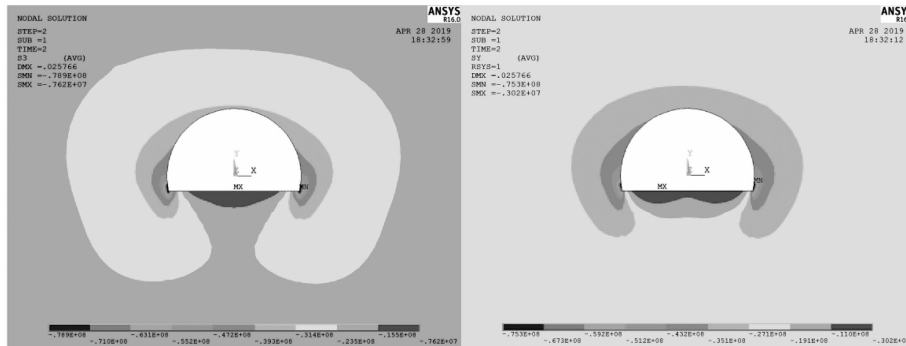 NODAL SOLUTION
STEP=2
SUB =1
TIME=2
S3 (AVG)
DMX =.025766
SMN =-.789E+08
SMX =-.762E+07
ANSYS
R16.0
APR 28 2019
18:32:59
Y
Z X
MX
MN
-.789E+08 -.631E+08 -.472E+08 -.314E+08 -.155E+08
-.710E+08 -.552E+08 -.393E+08 -.235E+08 -.762E+07
NODAL SOLUTION
STEP=2
SUB =1
TIME=2
SY (AVG)
RSYS=1
DMX =.025766
SMN =-.753E+08
SMX =-.302E+07
ANSYS
R16.0
APR 28 2019
18:32:12
Y
Z X
MX
MN
-.753E+08 -.592E+08 -.432E+08 -.271E+08 -.110E+08
-.673E+08 -.512E+08 -.351E+08 -.191E+08 -.302E+0